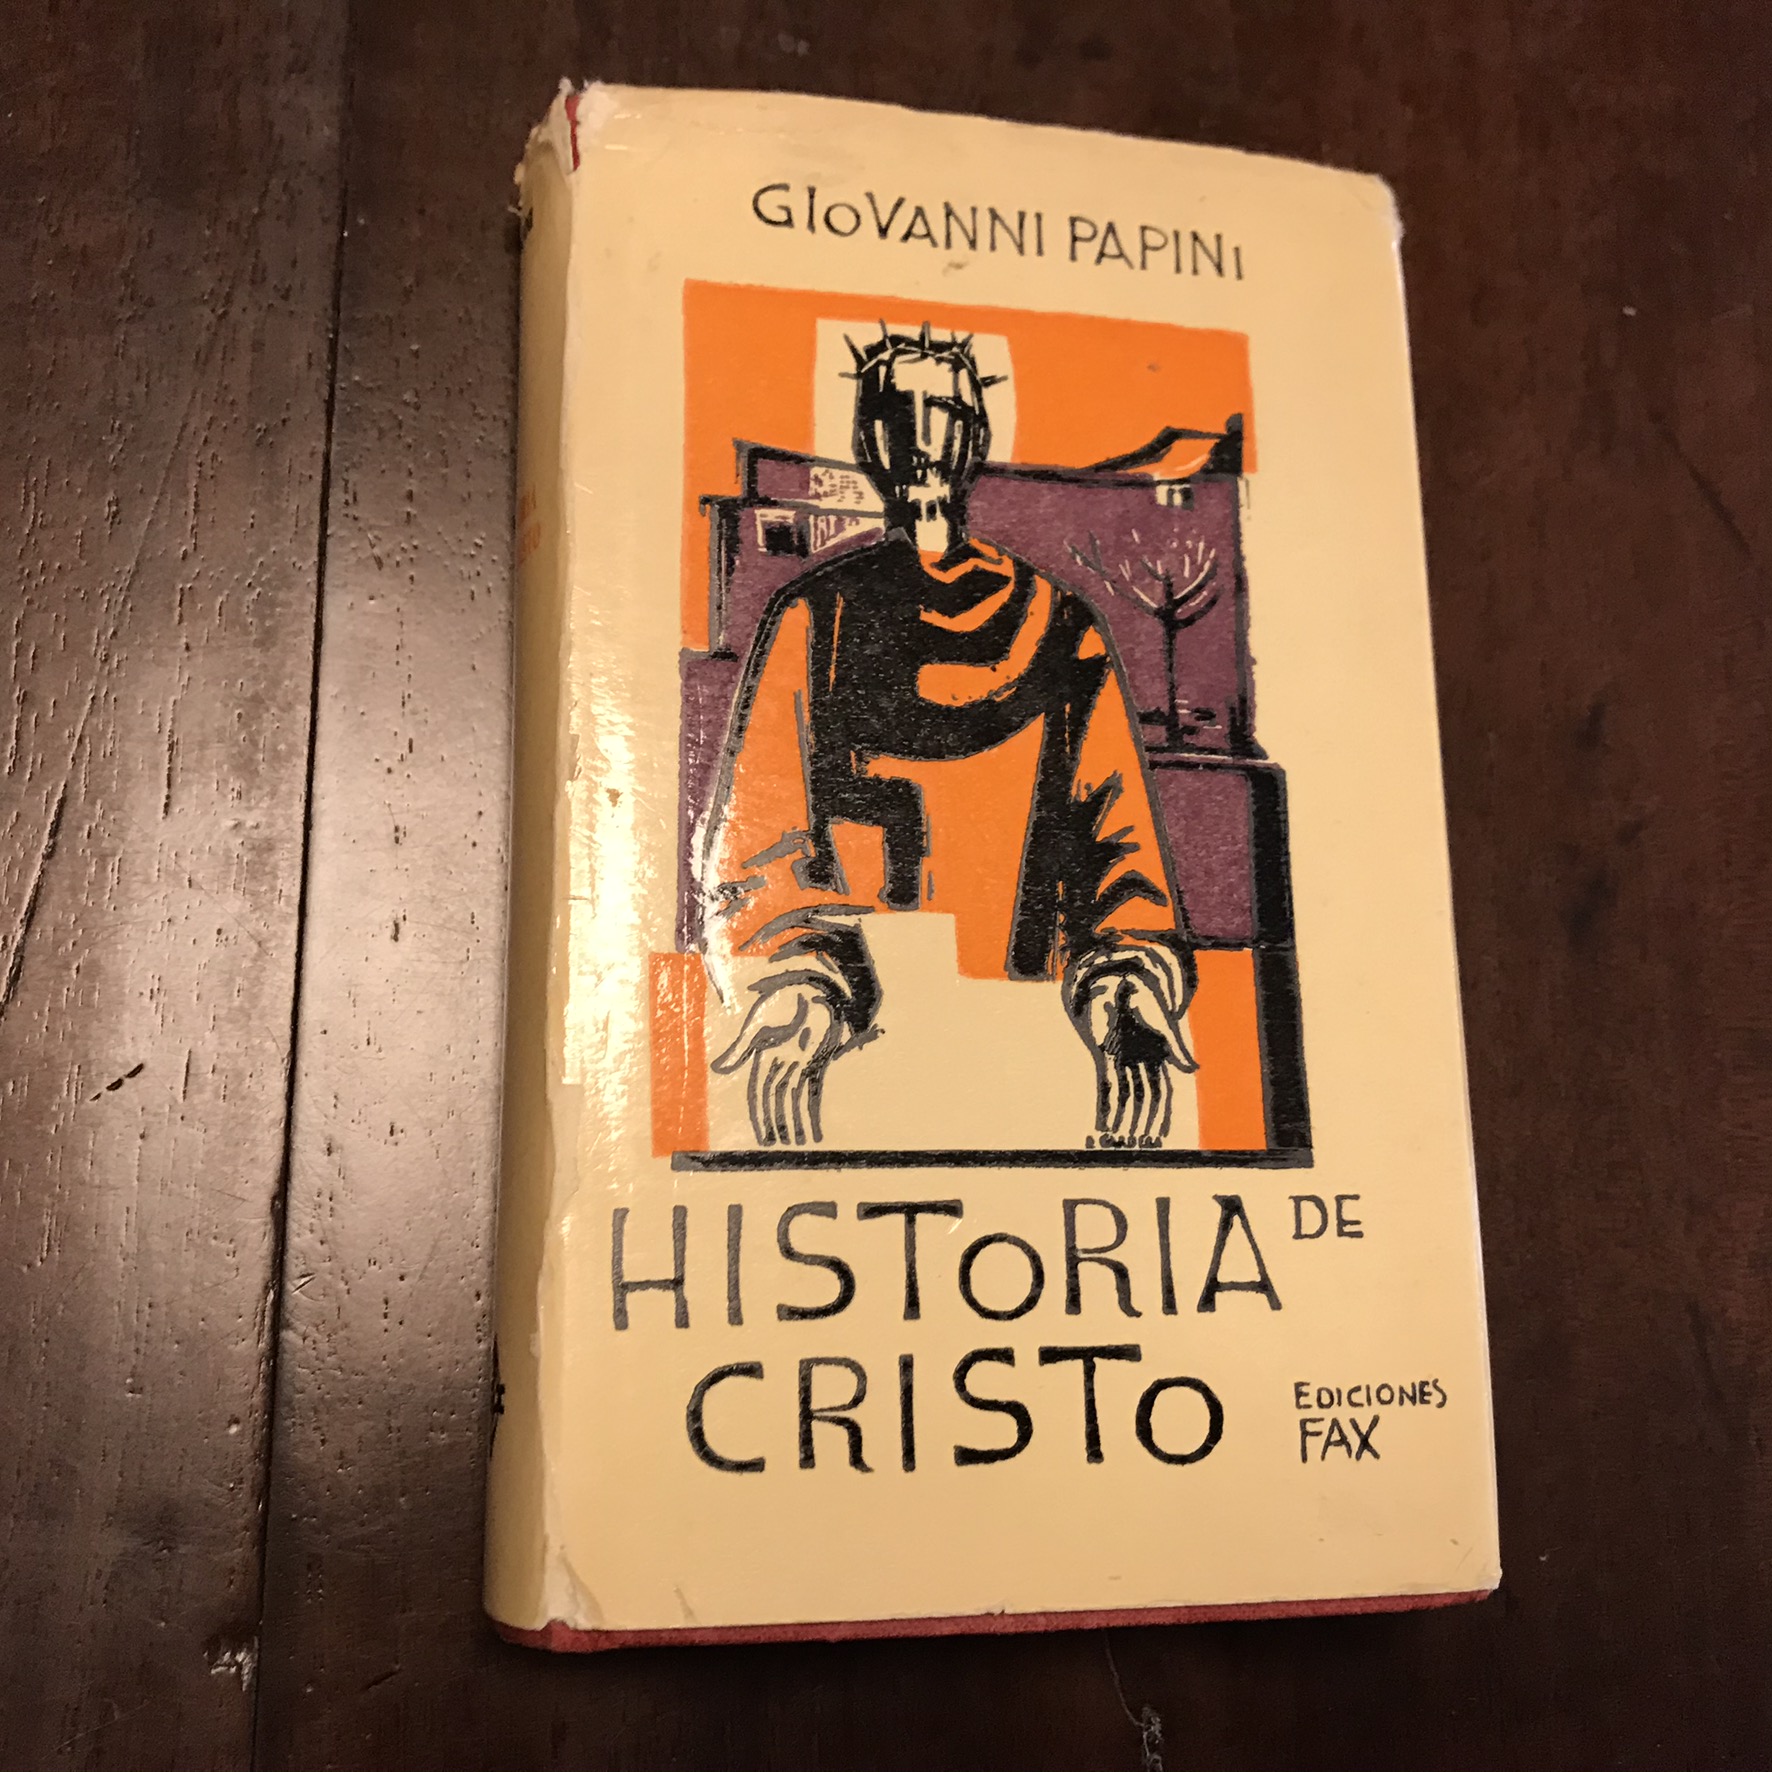 GIOVANNI PAPINI
HISTORIA DE
CRISTO
EDICIONES
FAX